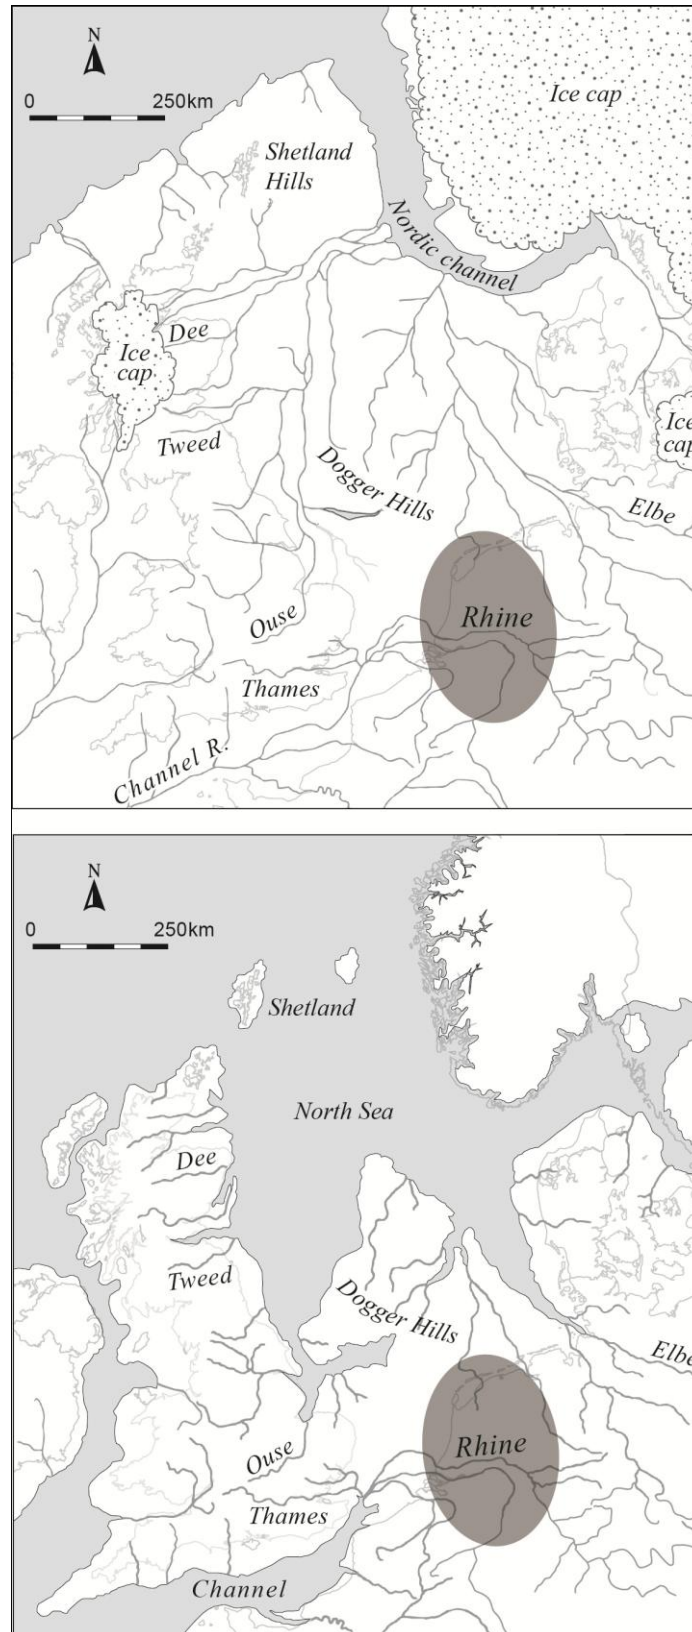 N
Ice cap
0 250km
Shetland
Hills
Nordic channel
Dee
Ice
cap
Ice
cap
Tweed
Dogger Hills
Elbe
Ouse
Rhine
Thames
Channel R.
N
0 250km
Shetland
North Sea
Dee
Tweed
Dogger Hills
Elbe
Ouse
Rhine
Thames
Channel